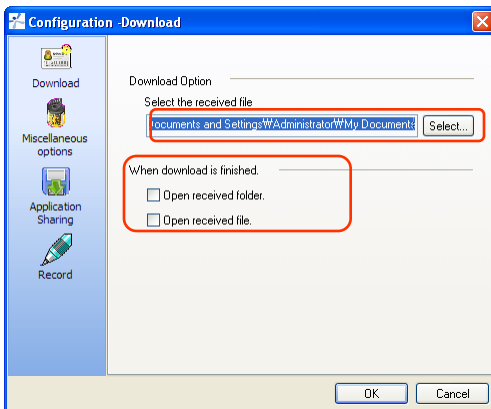 Configuration -Download
Download
Miscellaneous
options
Application
Sharing
Record
Download Option
Select the received file
Documents and Settings₩Administrator₩My Documents
Select...
When download is finished.
Open received folder.
Open received file.
OK
Cancel